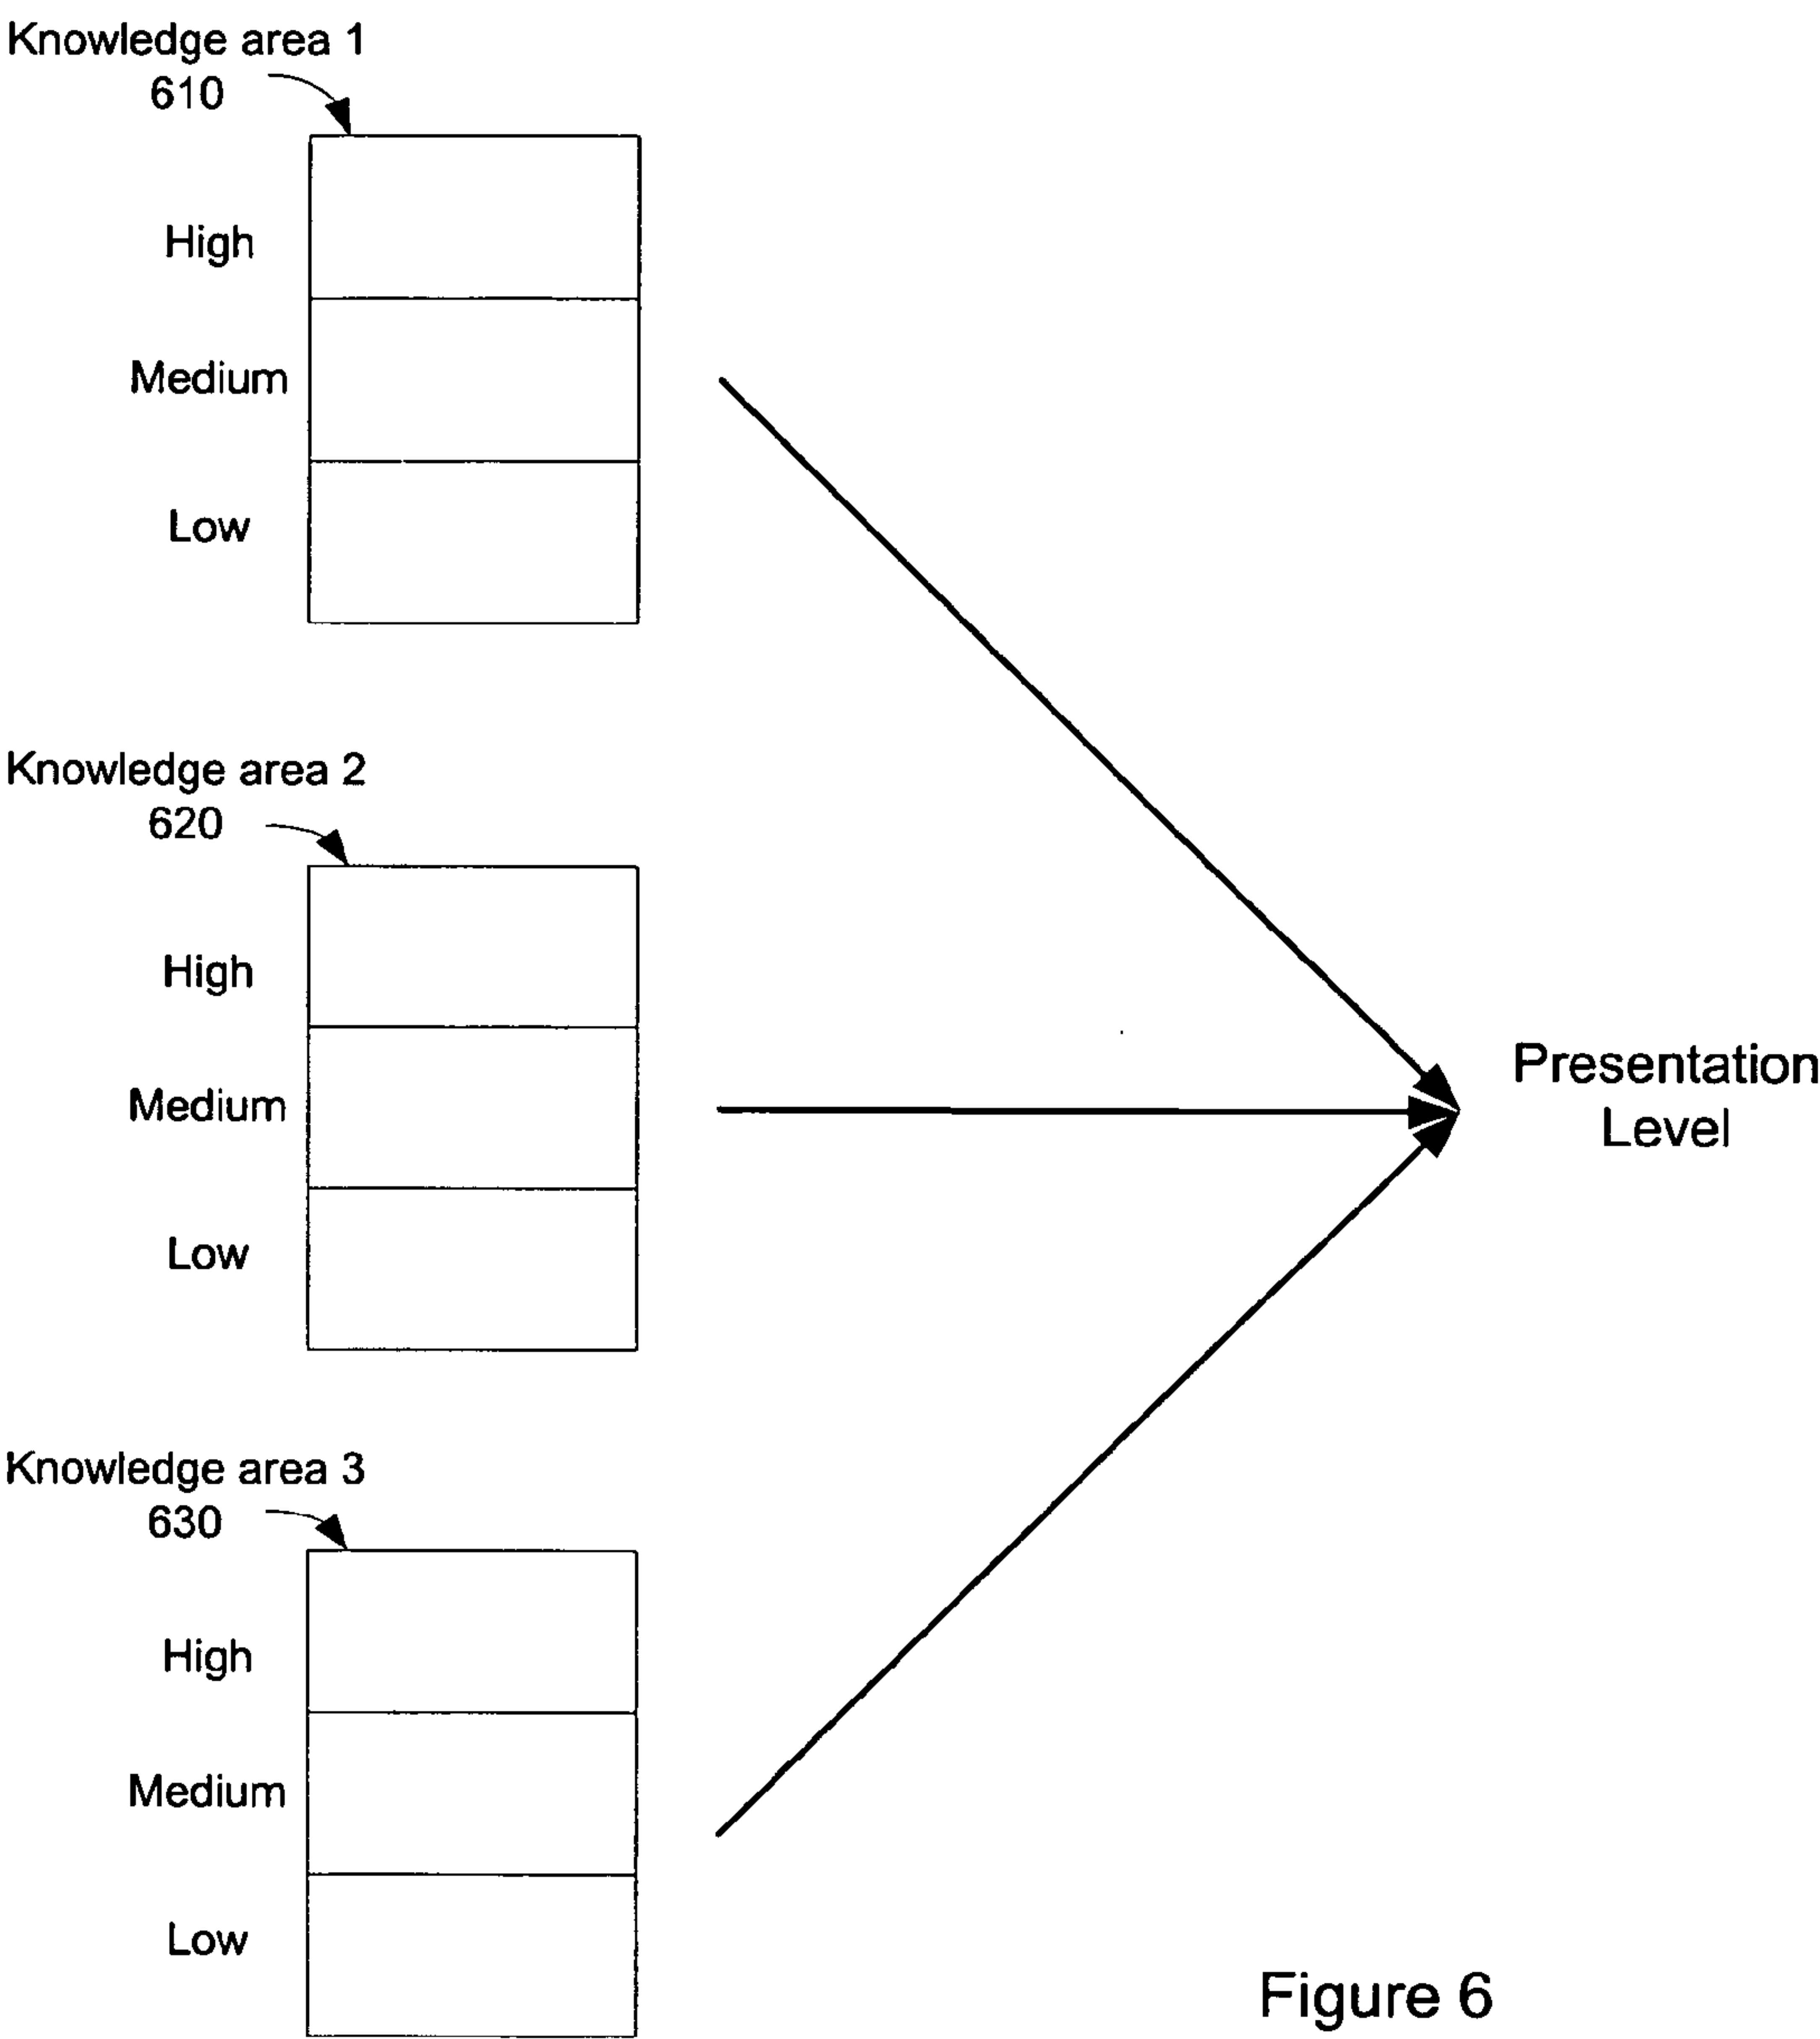 Knowledge area 1
610
High
Medium
Low
Knowledge area 2
620
High
Medium
Low
Presentation
Level
Knowledge area 3
630
High
Medium
Low
Figure 6